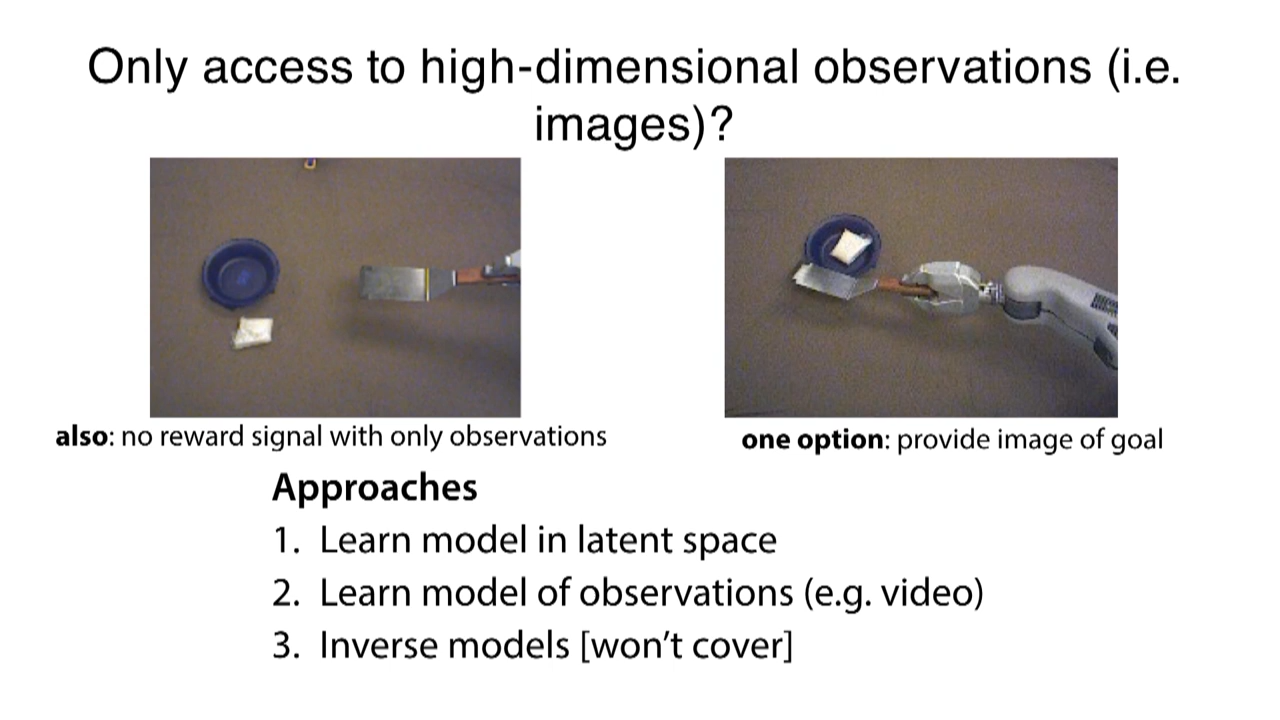 Only access to high-dimensional observations (i.e.
images)?
also: no reward signal with only observations
one option: provide image of goal
Approaches
1. Learn model in latent space
2. Learn model of observations (e.g. video)
3. Inverse models [won’t cover]